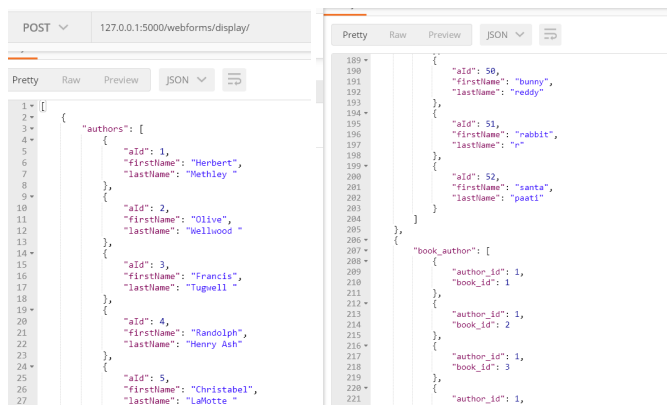 POST 127.0.0.1:5000/webforms/display/
Pretty Raw Preview JSON
1 [
2 {
3 "authors": [
4 {
5 "aId": 1,
6 "firstName": "Herbert",
7 "lastName": "Methley "
8 },
9 {
10 "aId": 2,
11 "firstName": "Olive",
12 "lastName": "Wellwood "
13 },
14 {
15 "aId": 3,
16 "firstName": "Francis",
17 "lastName": "Tugwell "
18 },
19 {
20 "aId": 4,
21 "firstName": "Randolph",
22 "lastName": "Henry Ash"
23 },
24 {
25 "aId": 5,
26 "firstName": "Christabel",
27 "lastName": "LaMotte "
Pretty Raw Preview JSON
189 {
190 "aId": 50,
191 "firstName": "bunny",
192 "lastName": "reddy"
193 },
194 {
195 "aId": 51,
196 "firstName": "rabbit",
197 "lastName": "r"
198 },
199 {
200 "aId": 52,
201 "firstName": "santa",
202 "lastName": "paati"
203 }
204 ]
205 },
206 {
207 "book_author": [
208 {
209 "author_id": 1,
210 "book_id": 1
211 },
212 {
213 "author_id": 1,
214 "book_id": 2
215 },
216 {
217 "author_id": 1,
218 "book_id": 3
219 },
220 {
221 "author_id": 1,